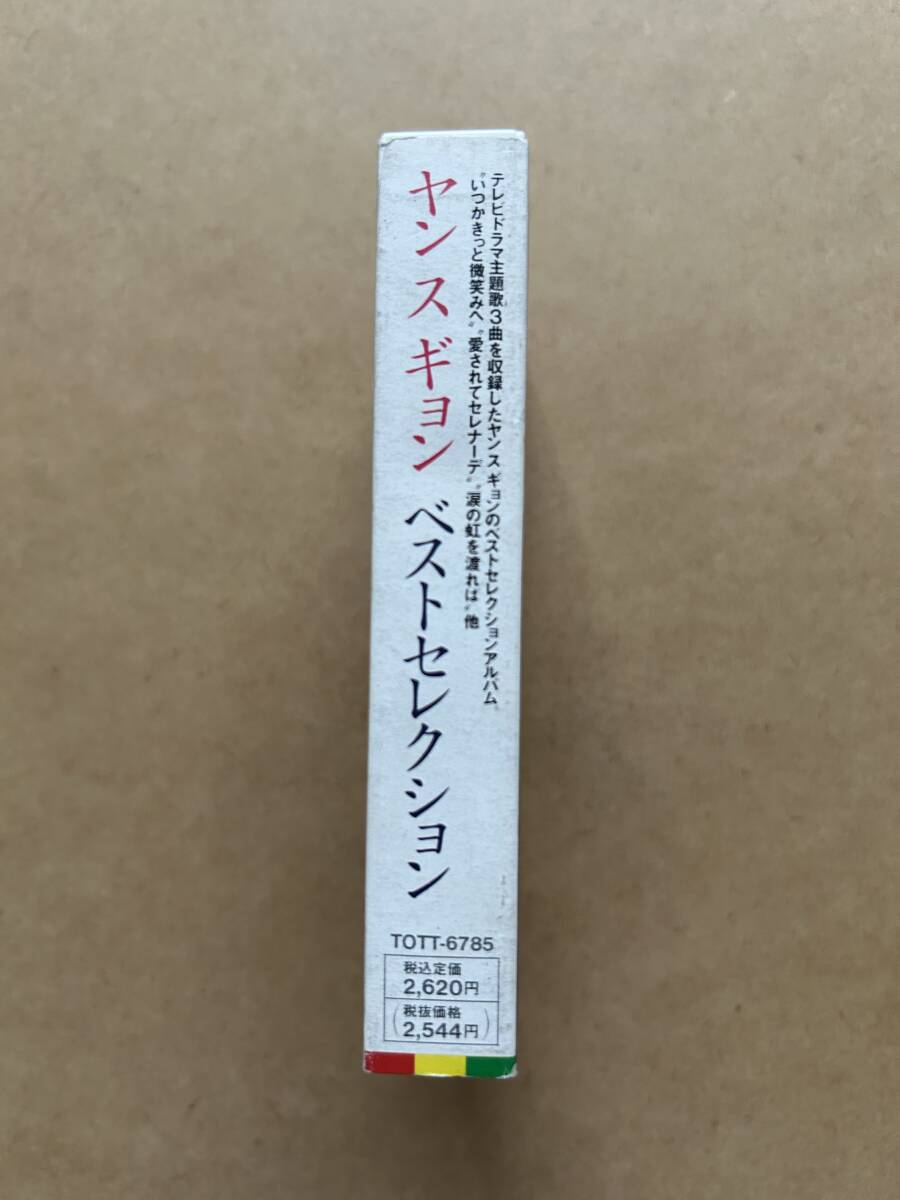 テレビドラマ主題歌3曲を収録したヤン スギョンのベストセレクションアルバム。
“いつかきっと微笑みへ”“愛されてセレナーデ”“涙の虹を渡れば”他
ヤン スギョン ベストセレクション
TOTT-6785
税込定価
2,620円
(税抜価格
2,544円)